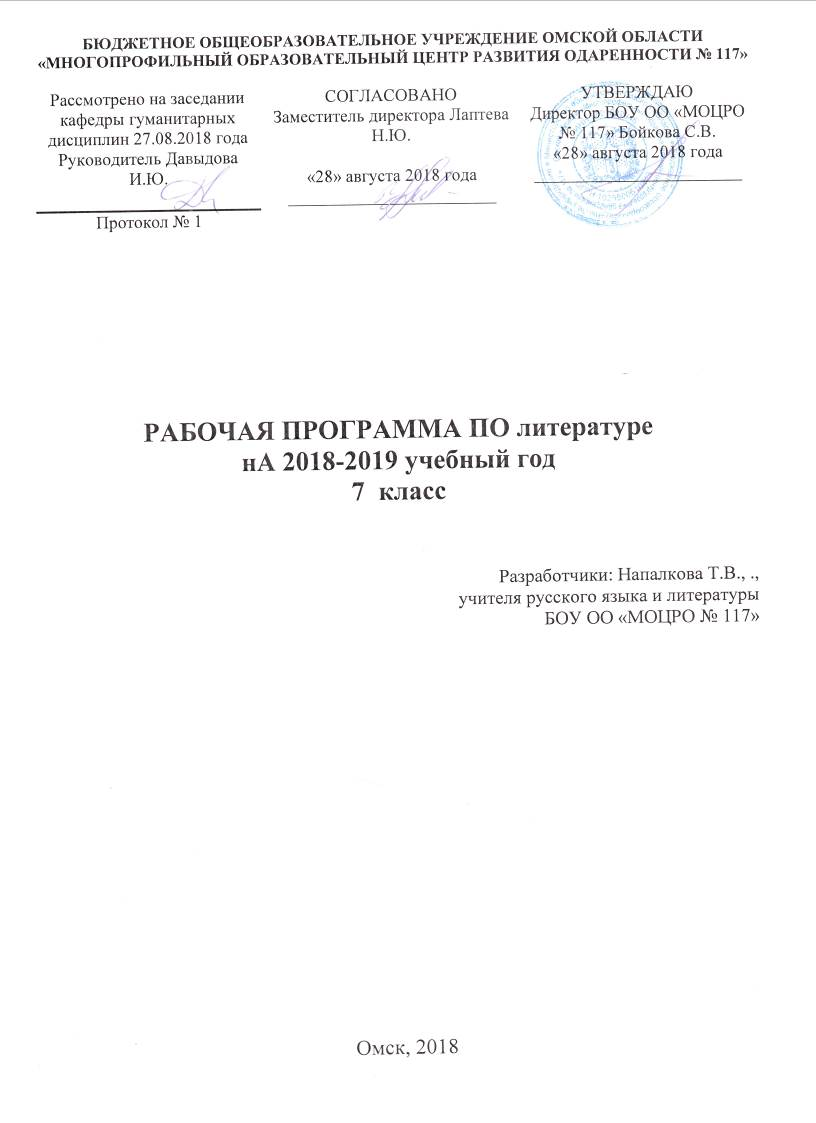 БЮДЖЕТНОЕ ОБЩЕОБРАЗОВАТЕЛЬНОЕ УЧРЕЖДЕНИЕ ОМСКОЙ ОБЛАСТИ
«МНОГОПРОФИЛЬНЫЙ ОБРАЗОВАТЕЛЬНЫЙ ЦЕНТР РАЗВИТИЯ ОДАРЕННОСТИ № 117»
Рассмотрено на заседании
кафедры гуманитарных
дисциплин 27.08.2018 года
Руководитель Давыдова
И.Ю.
Протокол № 1
СОГЛАСОВАНО
Заместитель директора Лаптева
Н.Ю.
«28» августа 2018 года
УТВЕРЖДАЮ
Директор БОУ ОО «МОЦРО
№ 117» Бойкова С.В.
«28» августа 2018 года
РАБОЧАЯ ПРОГРАММА ПО литературе
нА 2018-2019 учебный год
7 класс
Разработчики: Напалкова Т.В., .,
учителя русского языка и литературы
БОУ ОО «МОЦРО № 117»
Омск, 2018